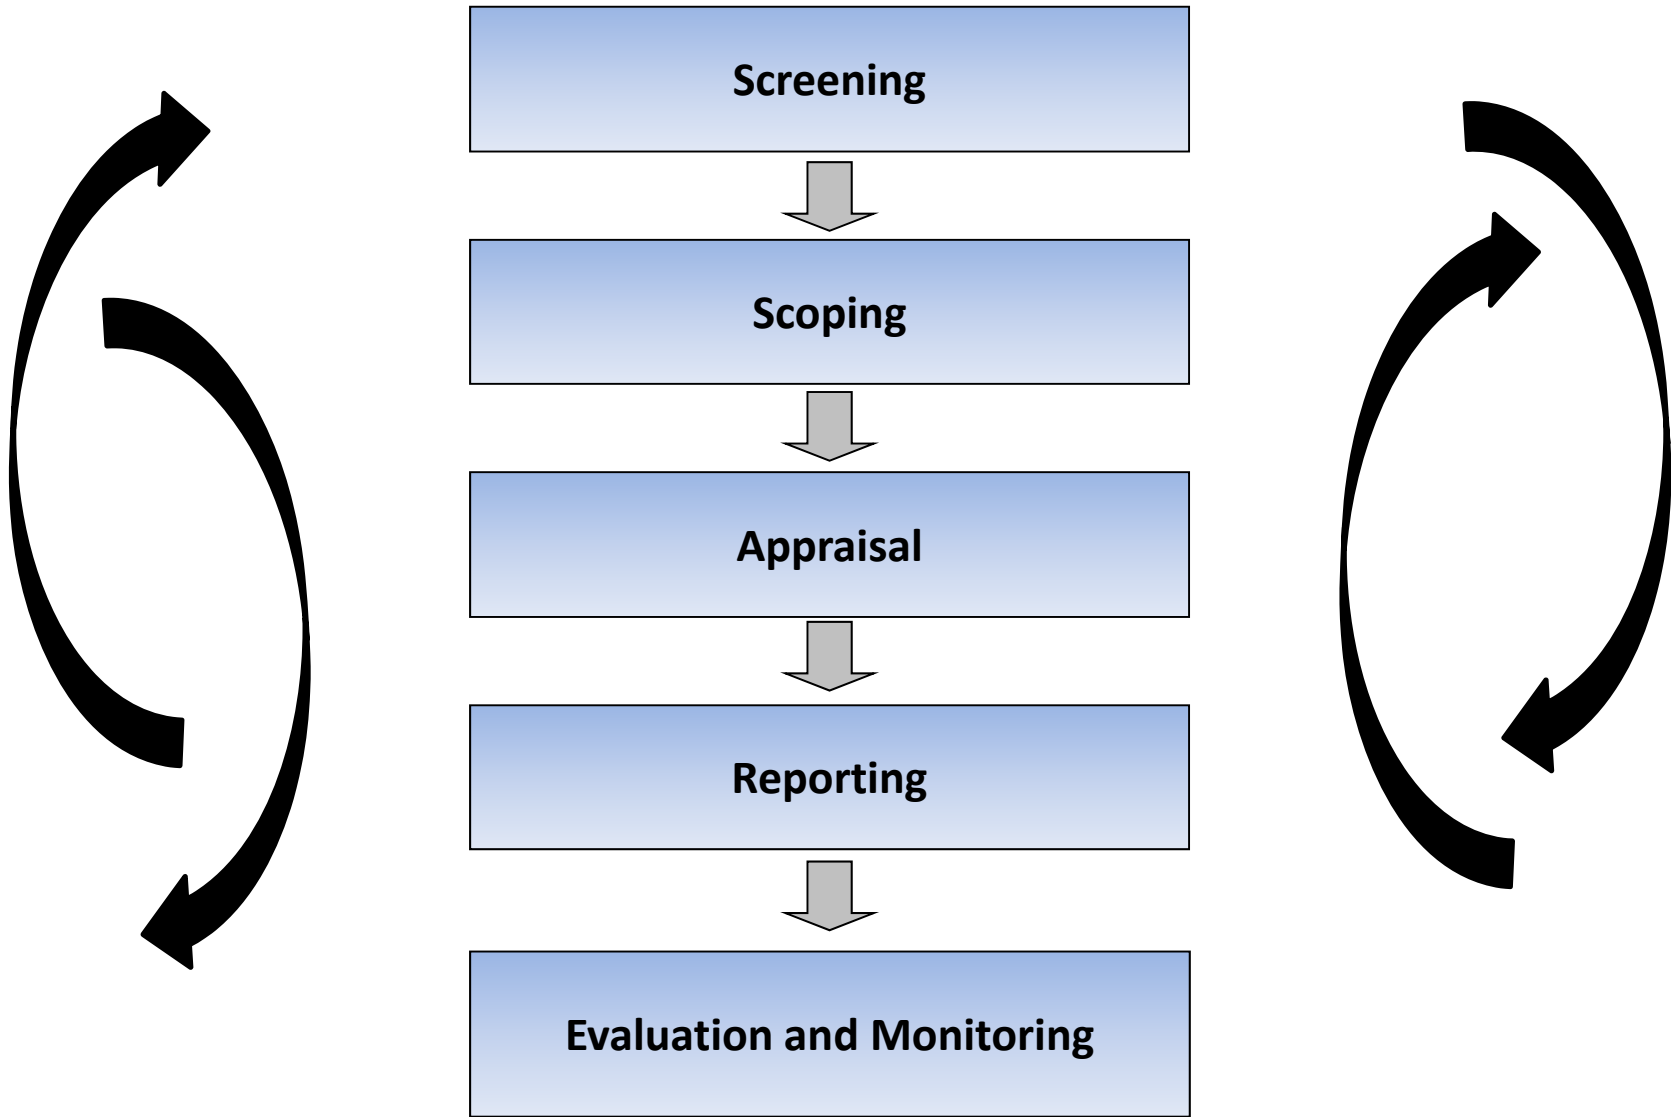 Screening
Scoping
Appraisal
Reporting
Evaluation and Monitoring